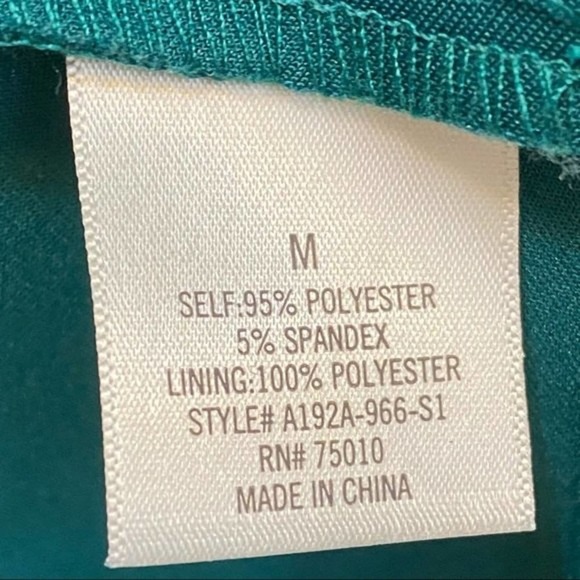 M
SELF:95% POLYESTER
5% SPANDEX
LINING:100% POLYESTER
STYLE# A192A-966-S1
RN# 75010
MADE IN CHINA